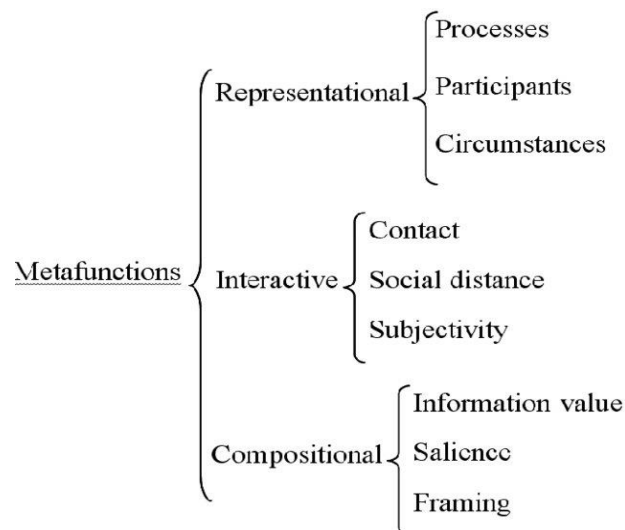 Processes
Representational
Participants
Circumstances
Metafunctions
Interactive
Contact
Social distance
Subjectivity
Compositional
Information value
Salience
Framing